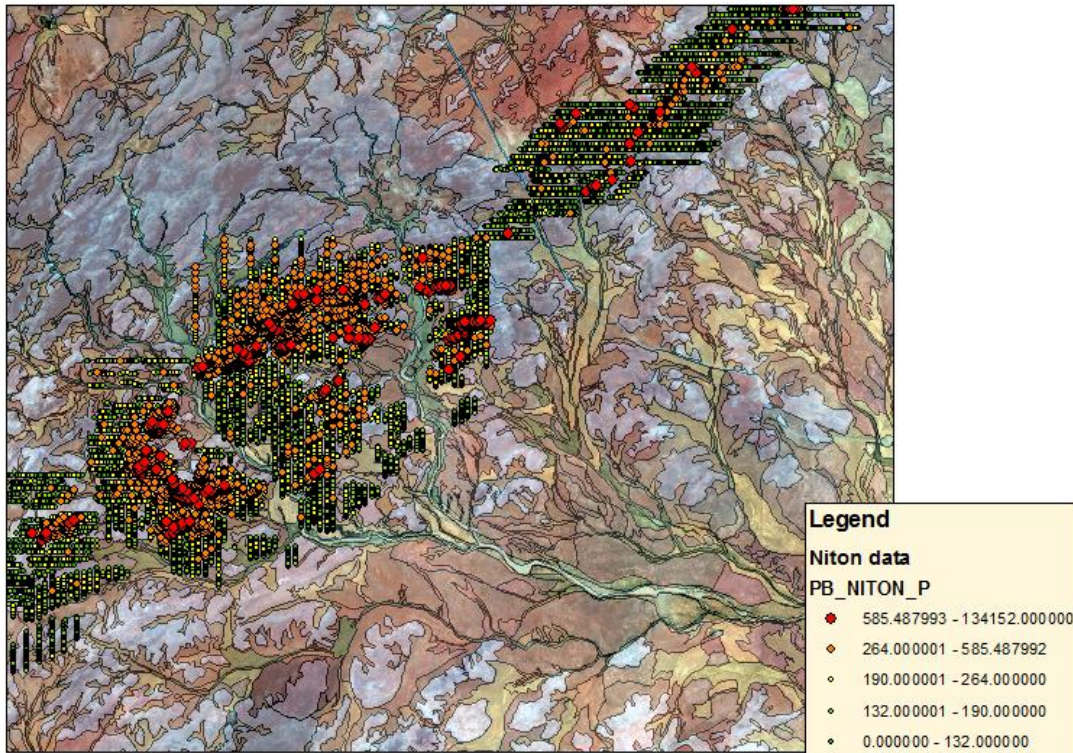 Legend
Niton data
PB_NITON_P
585.487993 - 134152.000000
264.000001 - 585.487992
190.000001 - 264.000000
132.000001 - 190.000000
0.000000 - 132.000000